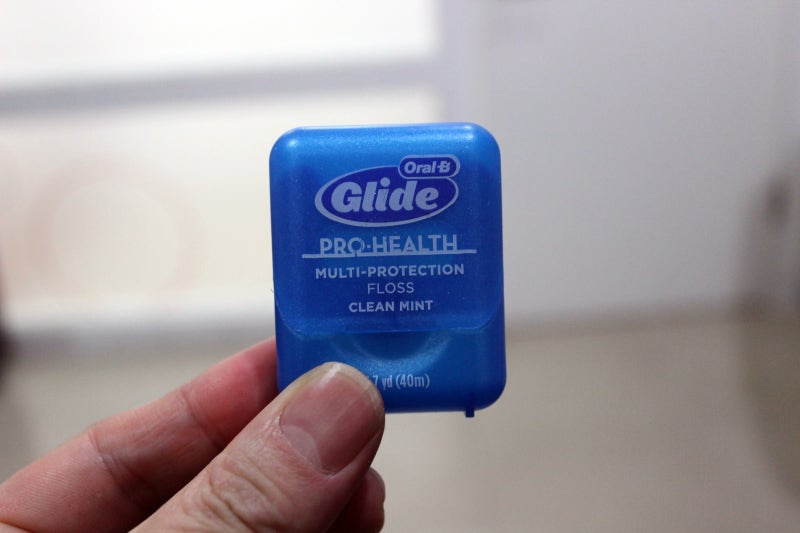 Oral-B
Glide
PRO-HEALTH
MULTI-PROTECTION
FLOSS
CLEAN MINT
7 yd (40m)